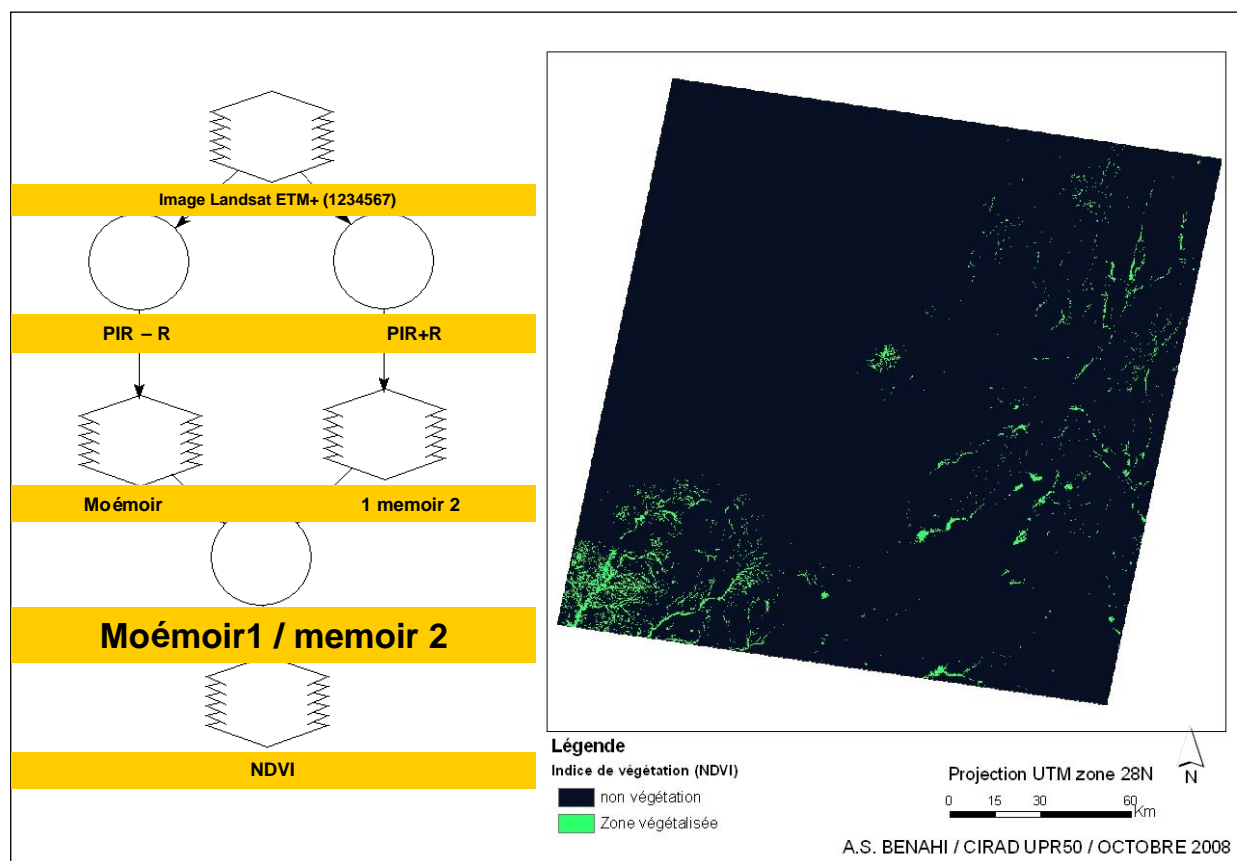 Image Landsat ETM+ (1234567)
PIR – R PIR+R
Moémoir 1 memoir 2
Moémoir1 / memoir 2
NDVI
Légende
Indice de végétation (NDVI)
non végétation
Zone végétalisée
Projection UTM zone 28N
N
0 15 30 60
Km
A.S. BENAHI / CIRAD UPR50 / OCTOBRE 2008